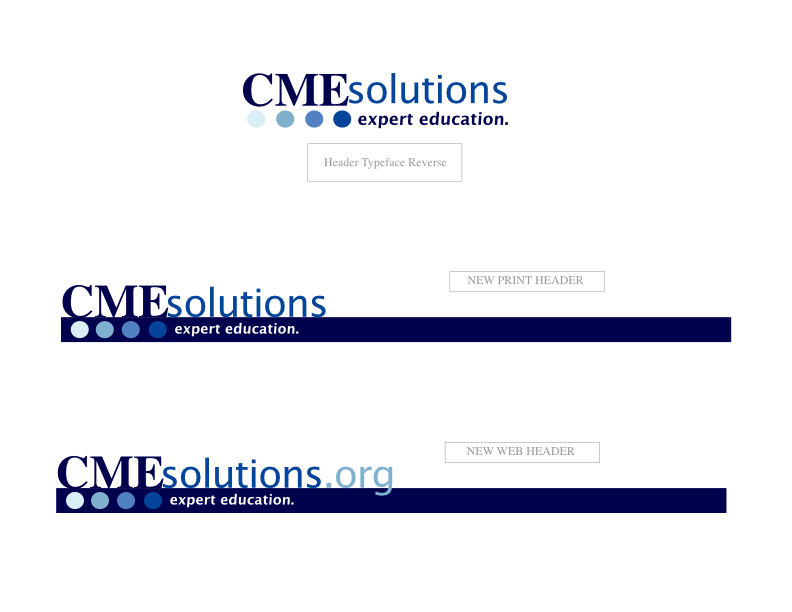 CMEsolutions
expert education.
Header Typeface Reverse
NEW PRINT HEADER
CMEsolutions
expert education.
NEW WEB HEADER
CMEsolutions.org
expert education.